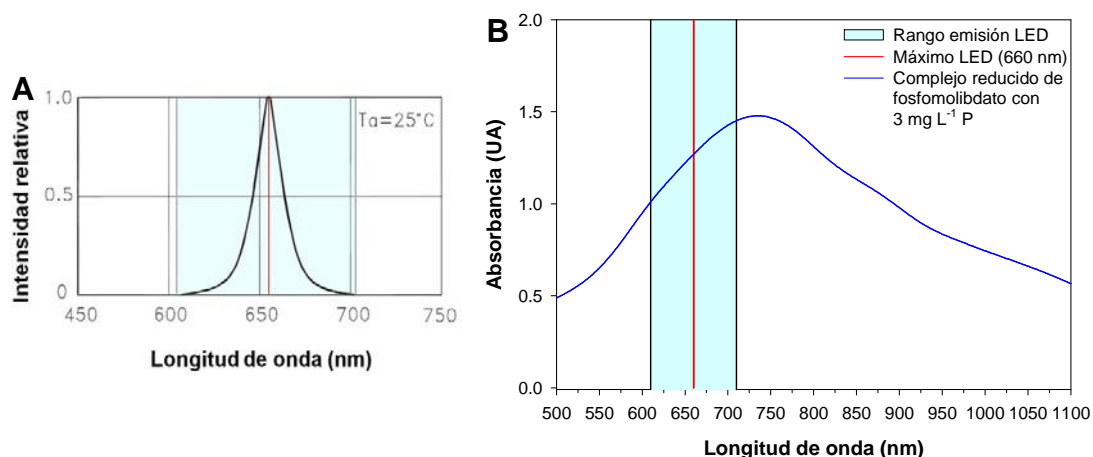 A
Intensidad relativa
1.0
0.5
0
Ta=25°C
450
600
650
700
750
Longitud de onda (nm)
B
Absorbancia (UA)
2.0
1.5
1.0
0.5
0.0
Rango emisión LED
Máximo LED (660 nm)
Complejo reducido de
fosfomolibdato con
3 mg L⁻¹ P
500 550 600 650 700 750 800 850 900 950 1000 1050 1100
Longitud de onda (nm)